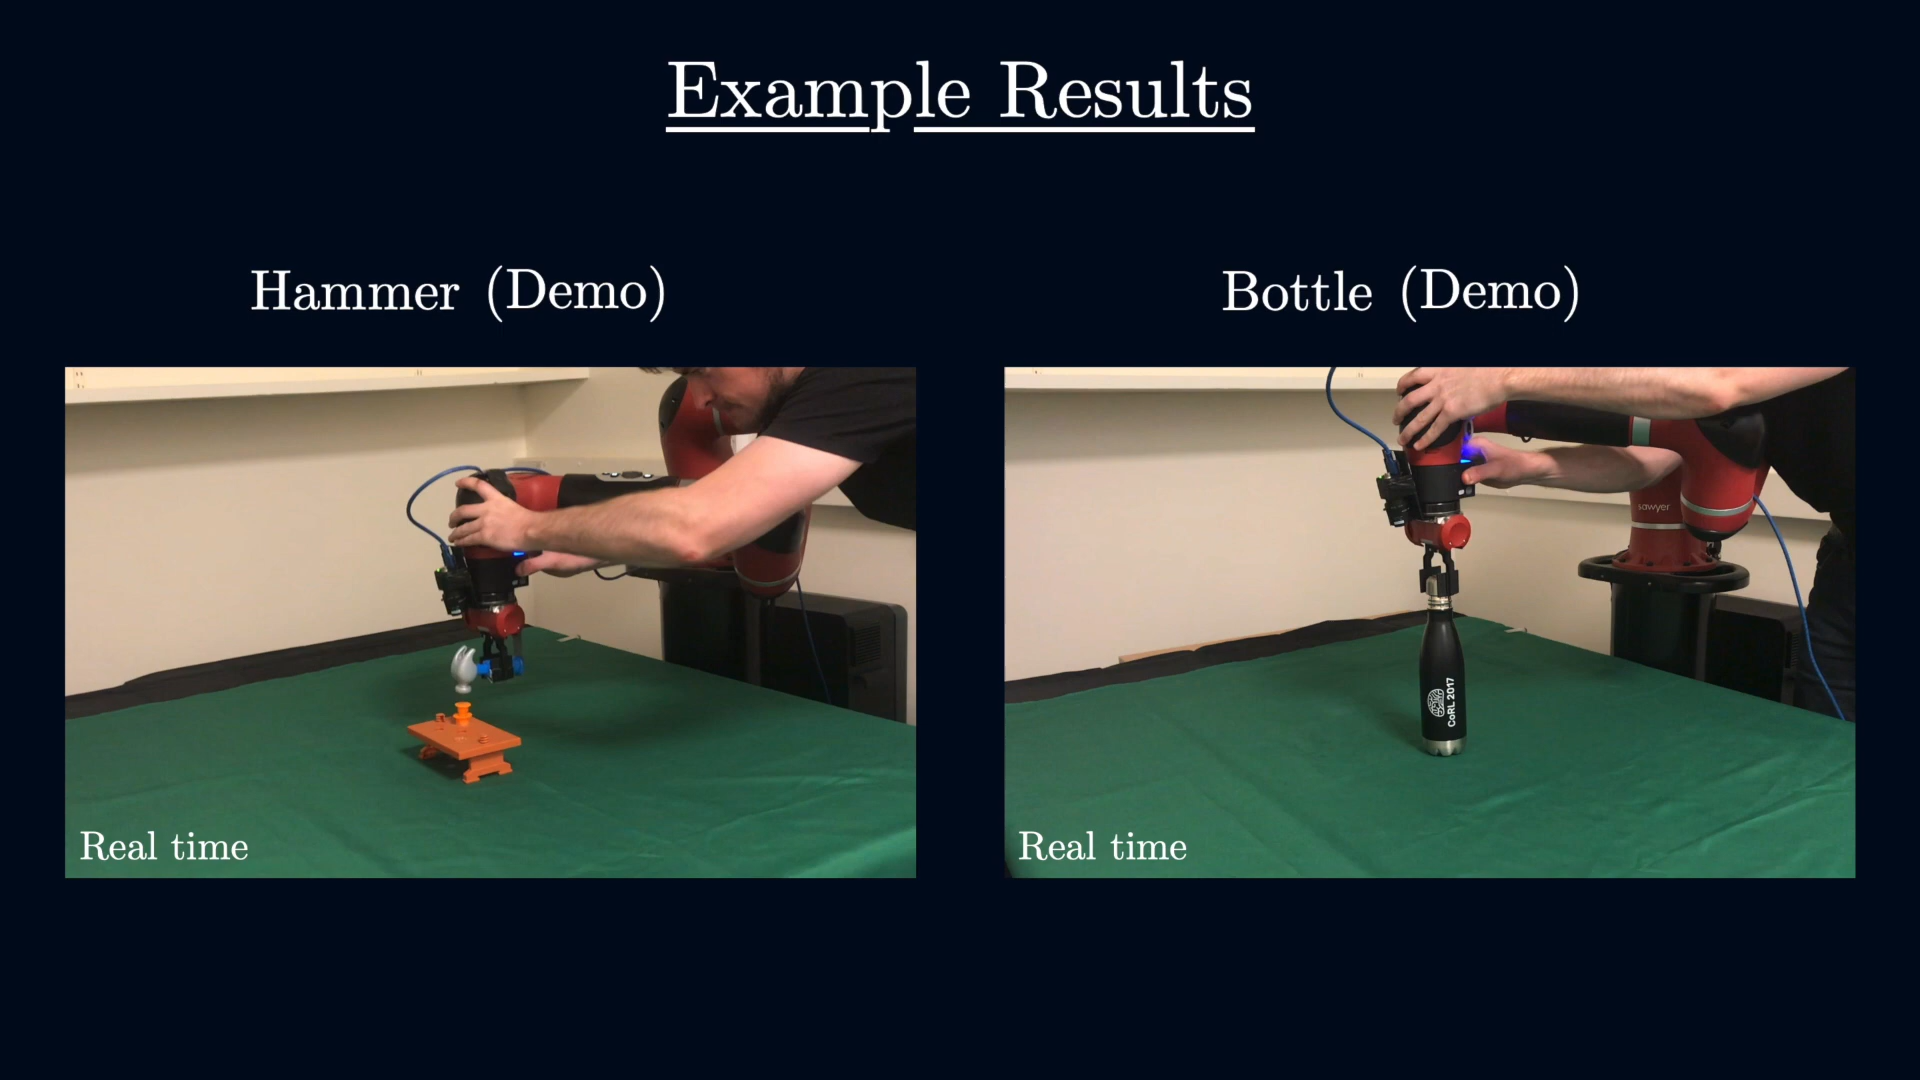 Example Results
Hammer (Demo)
Bottle (Demo)
sawyer
CoRL 2017
Real time
Real time